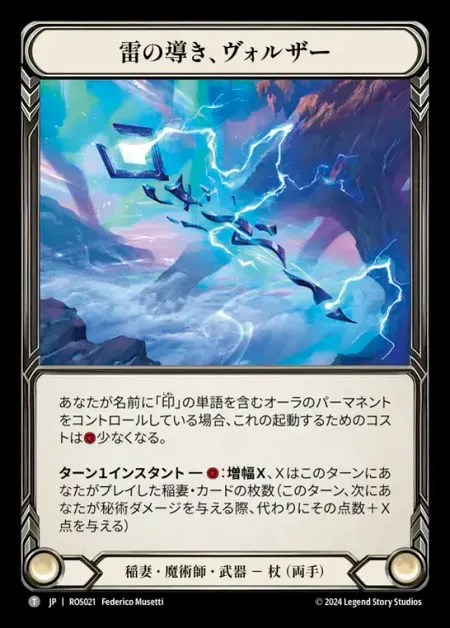 雷の導き、ヴォルザー
あなたが名前に「印」の単語を含むオーラのパーマネント
をコントロールしている場合、これの起動するためのコス
トは少なくなる。
ターン1インスタント ー :増幅X、Xはこのターンにあ
なたがプレイした稲妻・カードの枚数(このターン、次にあ
なたが秘術ダメージを与える際、代わりにその点数+X
点を与える)
稲妻・魔術師・武器 − 杖 (両手)
T JP | ROS021 Federico Musetti © 2024 Legend Story Studios